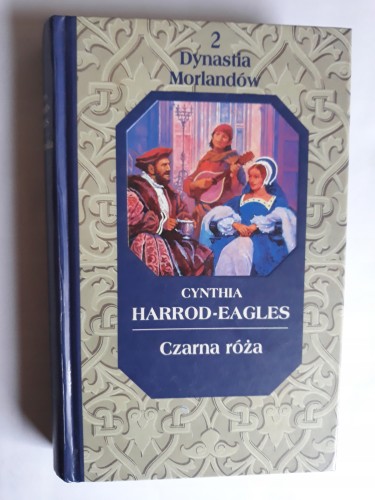 2
Dynastia
Morlandów
CYNTHIA
HARROD-EAGLES
Czarna róża